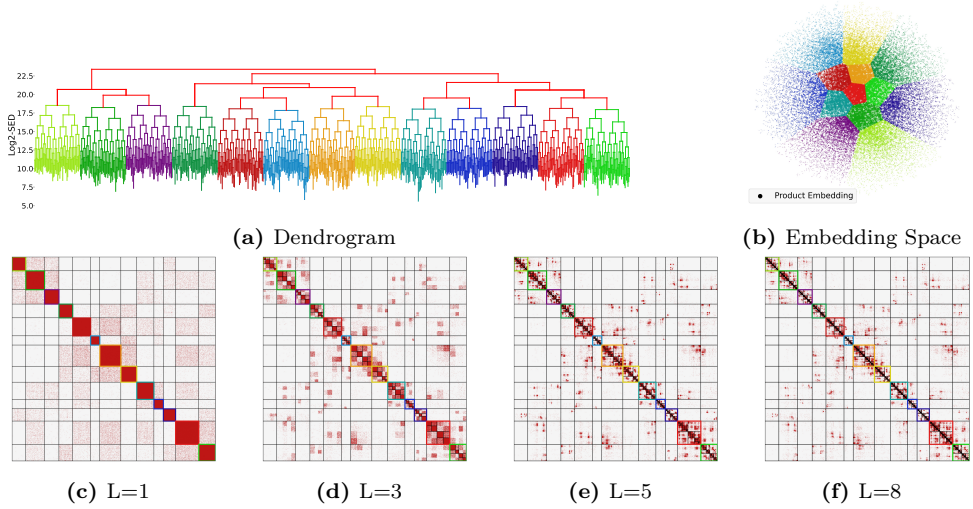 22.5
20.0
17.5
15.0
12.5
10.0
7.5
5.0
Log2-SED
Product Embedding
(a) Dendrogram
(b) Embedding Space
(c) L=1
(d) L=3
(e) L=5
(f) L=8